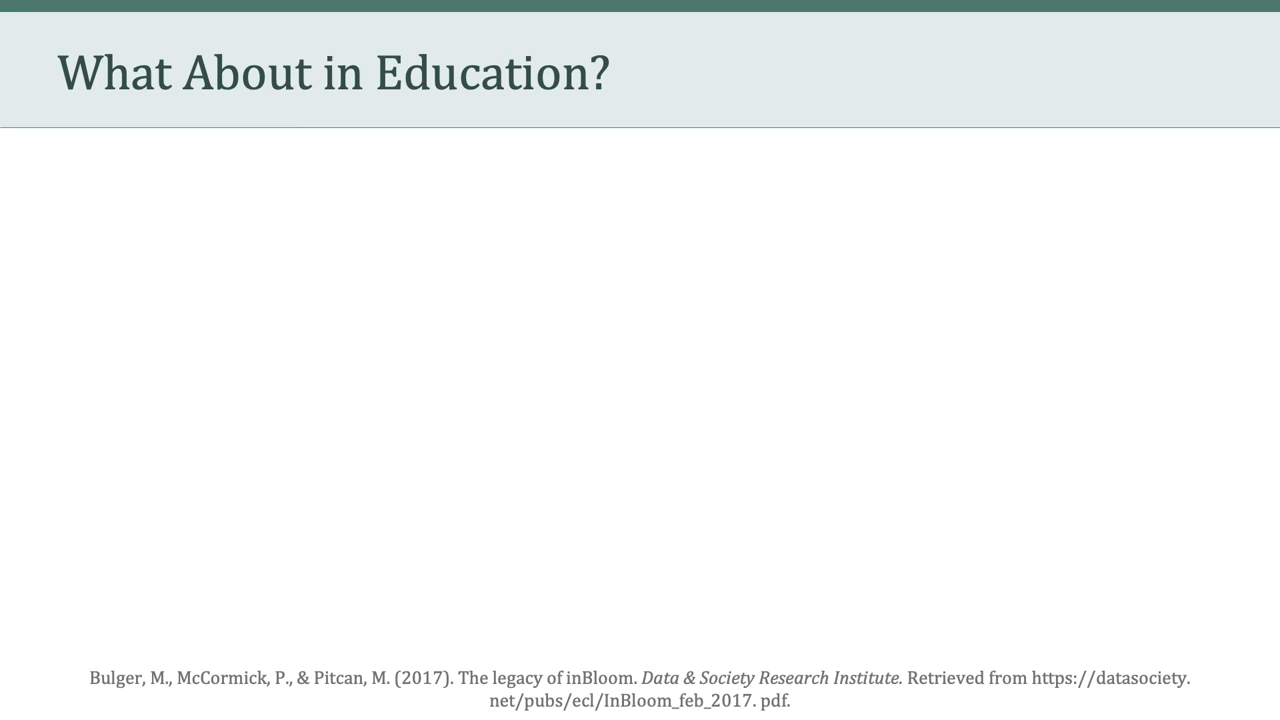 What About in Education?
Bulger, M., McCormick, P., & Pitcan, M. (2017). The legacy of inBloom. Data & Society Research Institute. Retrieved from https://datasociety.
net/pubs/ecl/InBloom_feb_2017. pdf.